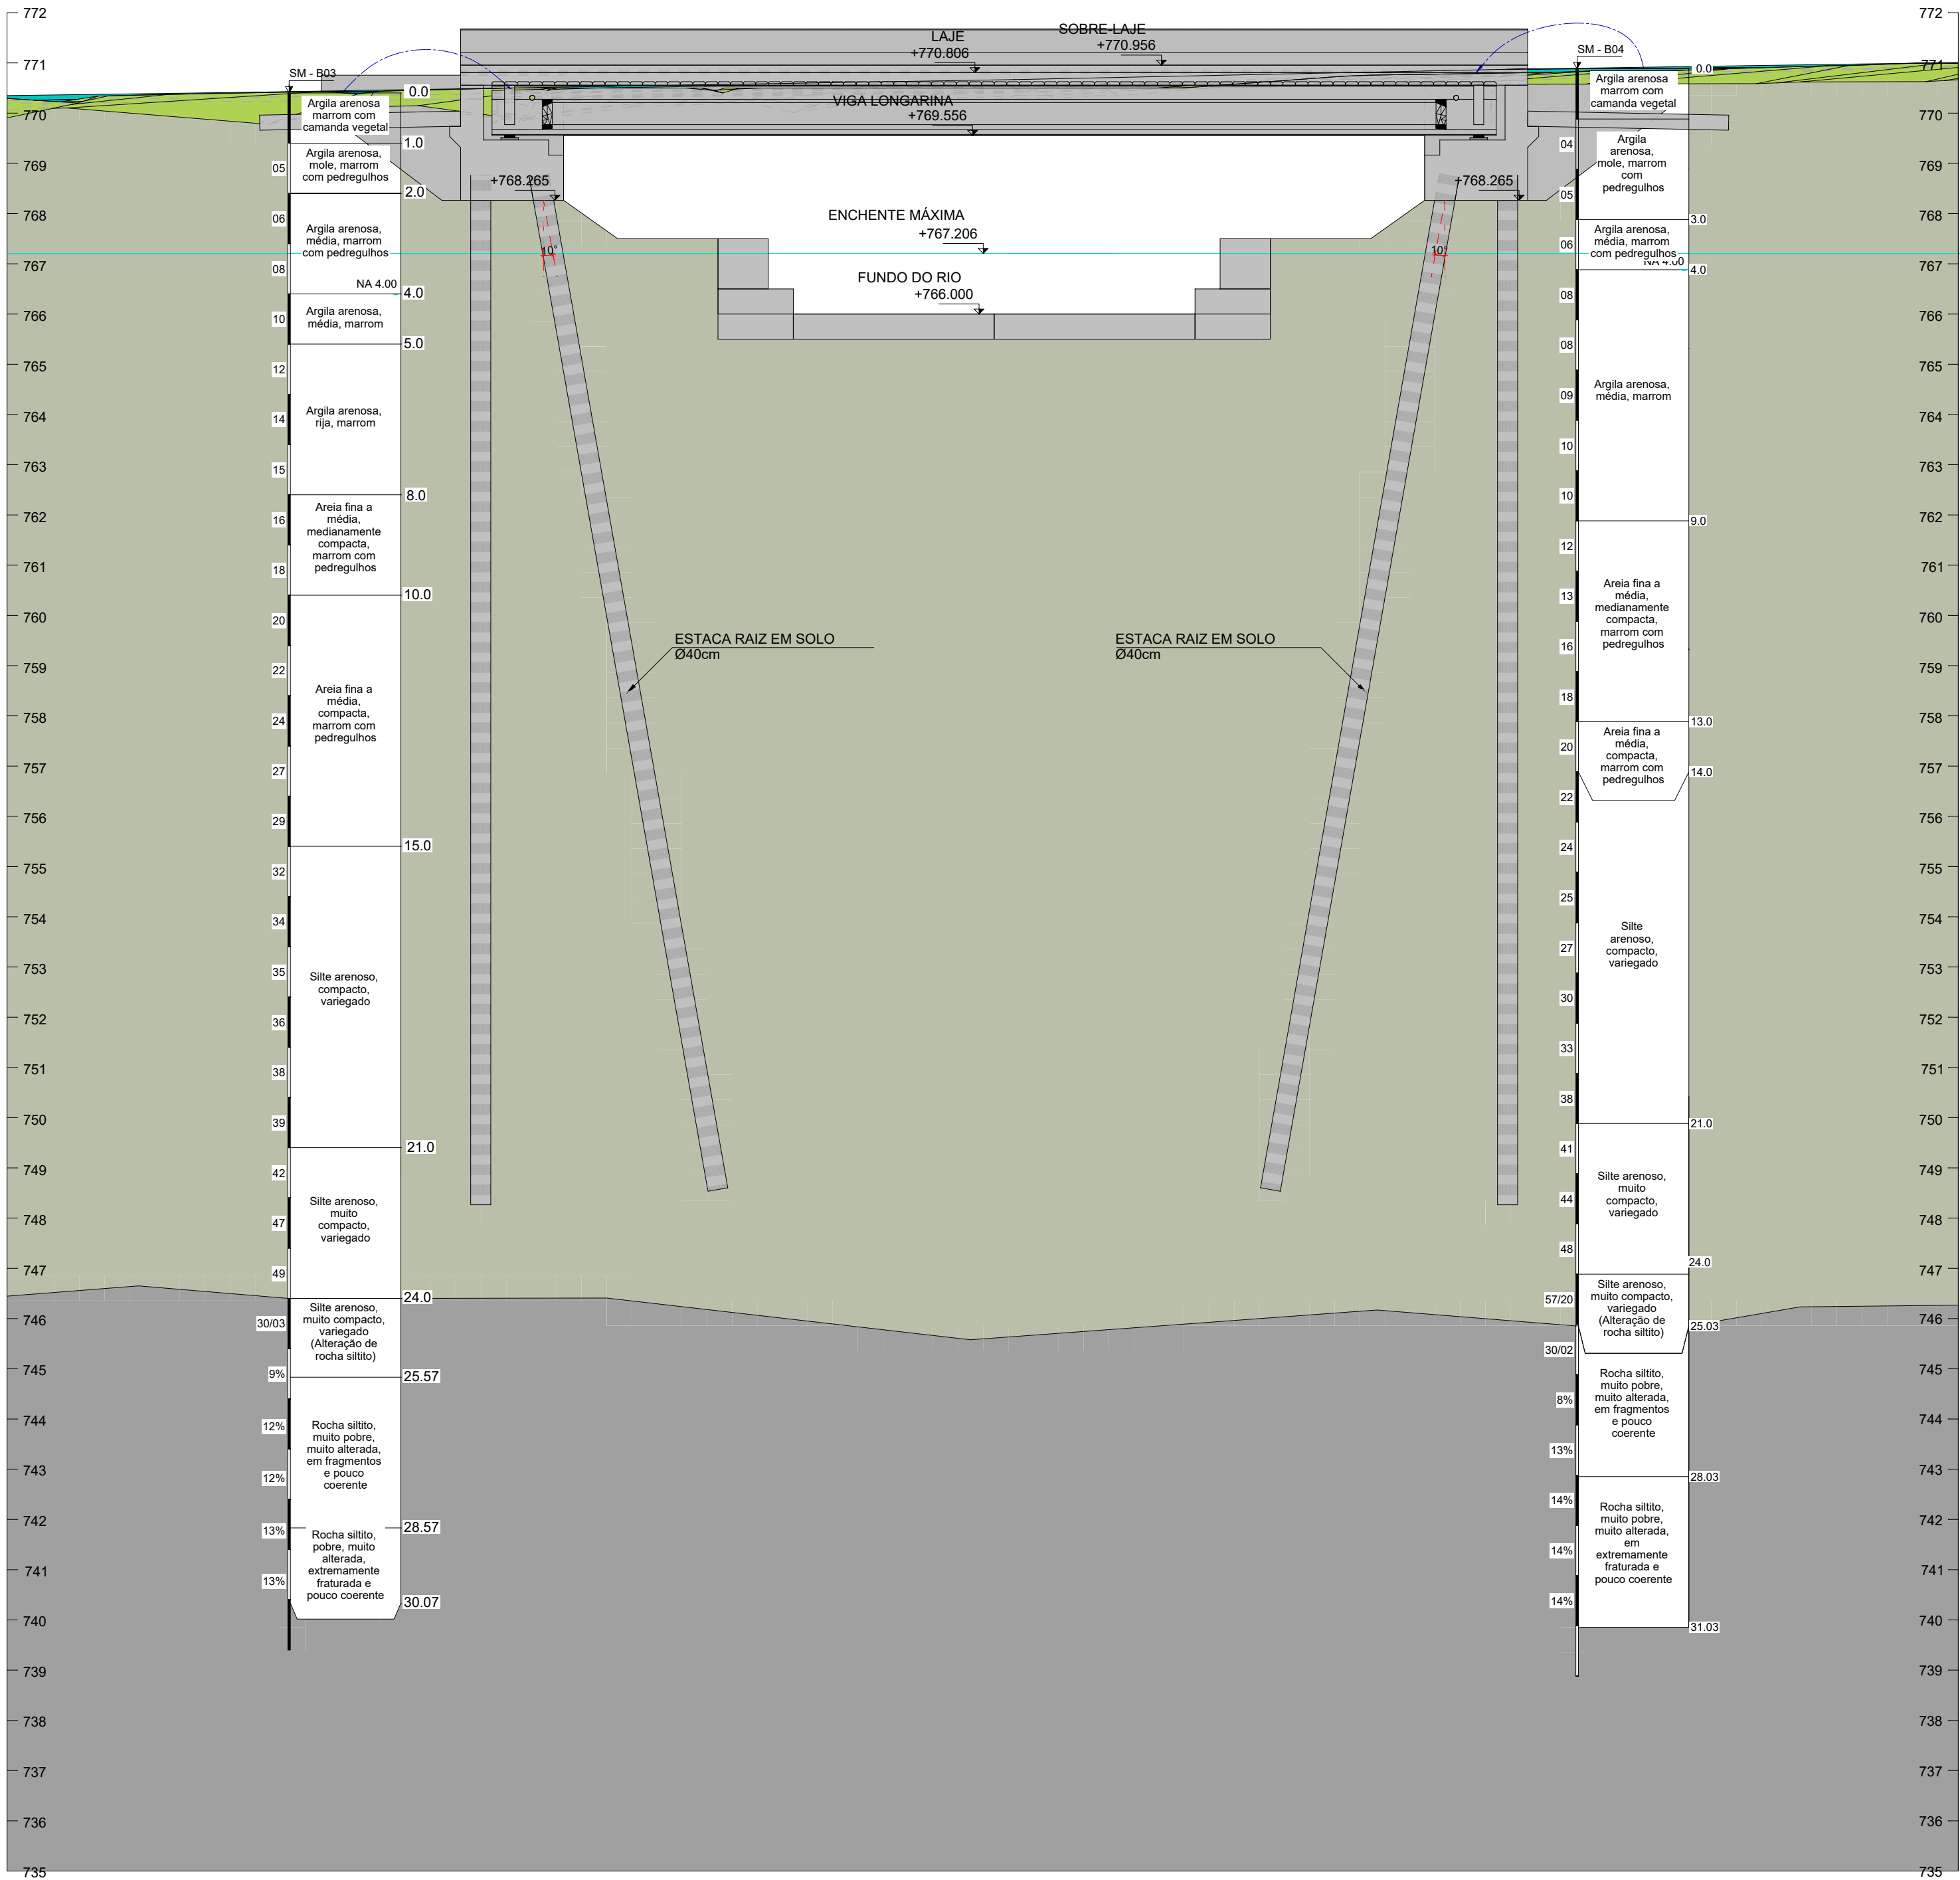 772
771
770
769
768
767
766
765
764
763
762
761
760
759
758
757
756
755
754
753
752
751
750
749
748
747
746
745
744
743
742
741
740
739
738
737
736
735
SM - B03
0.0
Argila arenosa
marrom com
camanda vegetal
1.0
05
Argila arenosa,
mole, marrom
com pedregulhos
2.0
06
Argila arenosa,
média, marrom
com pedregulhos
08
NA 4.00
4.0
10
Argila arenosa,
média, marrom
5.0
12
14
Argila arenosa,
rija, marrom
15
8.0
16
Areia fina a
média,
medianamente
compacta,
marrom com
pedregulhos
18
10.0
20
22
24
Areia fina a
média,
compacta,
marrom com
pedregulhos
27
29
15.0
32
34
35
Silte arenoso,
compacto,
variegado
36
38
39
21.0
42
47
Silte arenoso,
muito
compacto,
variegado
49
24.0
30/03
Silte arenoso,
muito compacto,
variegado
(Alteração de
rocha siltito)
9%
25.57
12%
Rocha siltito,
muito pobre,
muito alterada,
em fragmentos
e pouco
coerente
12%
28.57
13%
Rocha siltito,
pobre, muito
alterada,
extremamente
fraturada e
pouco coerente
13%
30.07
LAJE
+770.806
SOBRE-LAJE
+770.956
VIGA LONGARINA
+769.556
+768.265
+768.265
ENCHENTE MÁXIMA
+767.206
10°
10°
FUNDO DO RIO
+766.000
ESTACA RAIZ EM SOLO
Ø40cm
ESTACA RAIZ EM SOLO
Ø40cm
SM - B04
0.0
Argila arenosa
marrom com
camanda vegetal
04
Argila
arenosa,
mole, marrom
com
pedregulhos
05
3.0
06
Argila arenosa,
média, marrom
com pedregulhos
NA 4.00
4.0
08
08
09
Argila arenosa,
média, marrom
10
10
9.0
12
13
Areia fina a
média,
medianamente
compacta,
marrom com
pedregulhos
16
18
13.0
20
Areia fina a
média,
compacta,
marrom com
pedregulhos
14.0
22
24
25
27
Silte
arenoso,
compacto,
variegado
30
33
38
21.0
41
44
Silte arenoso,
muito
compacto,
variegado
48
24.0
57/20
Silte arenoso,
muito compacto,
variegado
(Alteração de
rocha siltito)
25.03
30/02
8%
Rocha siltito,
muito pobre,
muito alterada,
em fragmentos
e pouco
coerente
13%
28.03
14%
Rocha siltito,
muito pobre,
muito alterada,
em
extremamente
fraturada e
pouco coerente
14%
14%
31.03
772
771
770
769
768
767
766
765
764
763
762
761
760
759
758
757
756
755
754
753
752
751
750
749
748
747
746
745
744
743
742
741
740
739
738
737
736
735